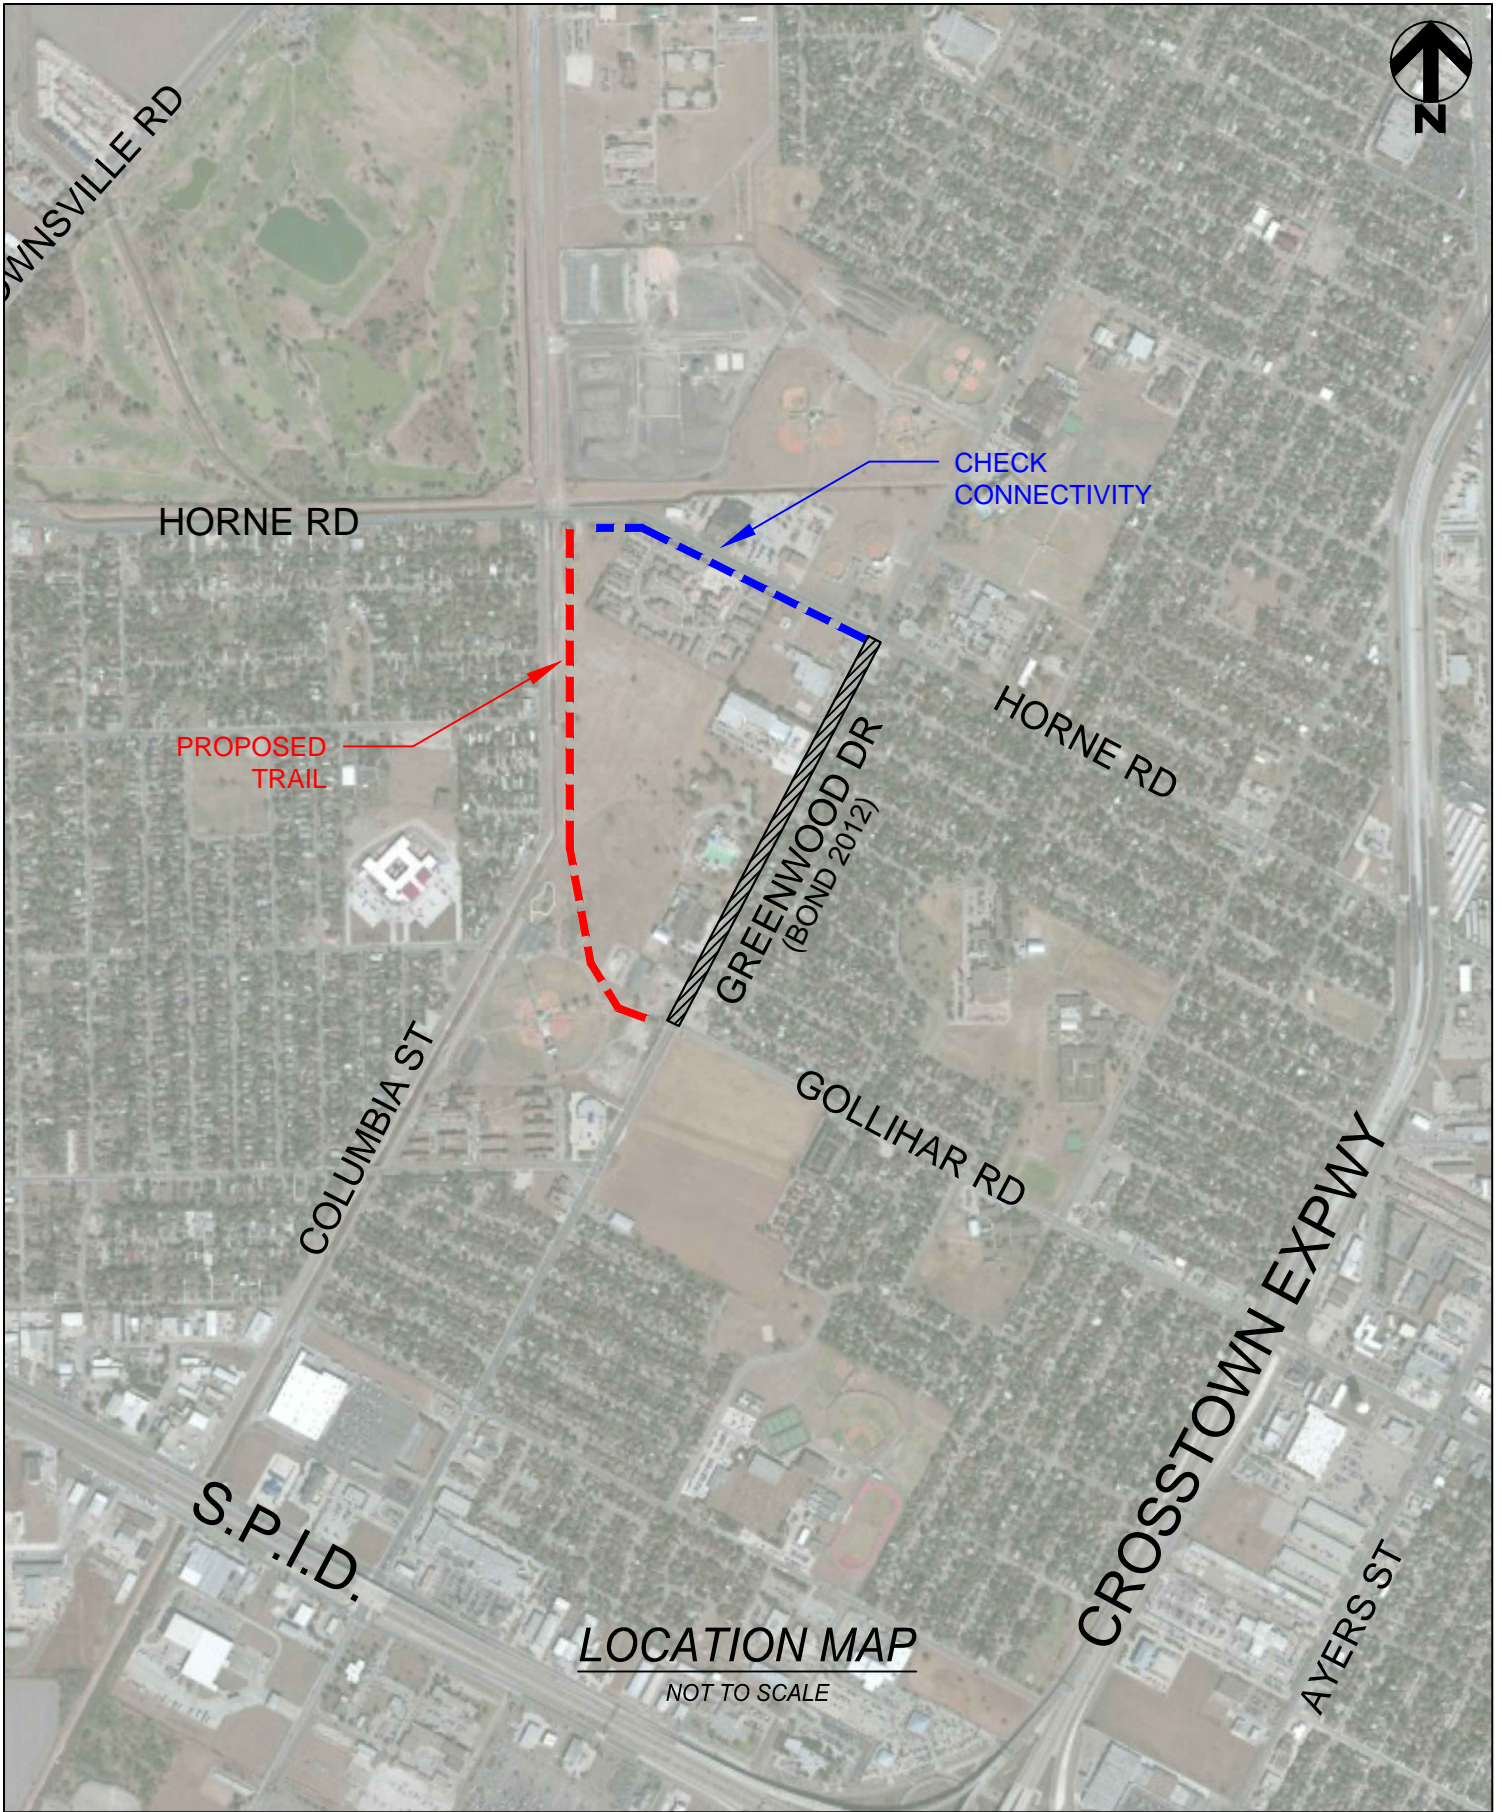 N
OWNSVILLE RD
CHECK
CONNECTIVITY
HORNE RD
PROPOSED
TRAIL
HORNE RD
GREENWOOD DR
(BOND 2012)
COLUMBIA ST
GOLLIHAR RD
CROSSTOWN EXPWY
S.P.I.D.
AYERS ST
LOCATION MAP
NOT TO SCALE